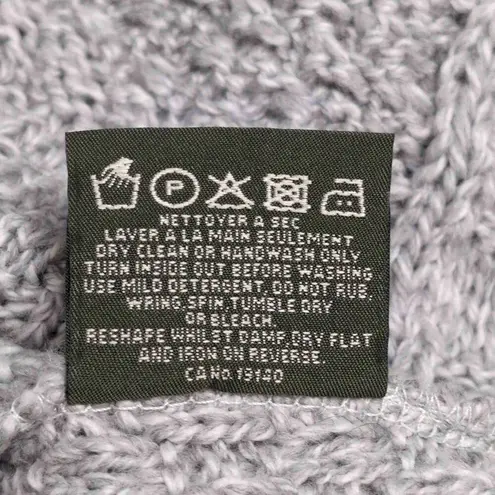 P
NETTOYER A SEC
LAVER A LA MAIN SEULEMENT
DRY CLEAN OR HANDWASH ONLY
TURN INSIDE OUT BEFORE WASHING
USE MILD DETERGENT. DO NOT RUB,
WRING, SPIN, TUMBLE DRY
OR BLEACH.
RESHAPE WHILST DAMP, DRY FLAT
AND IRON ON REVERSE.
CA No. 19140